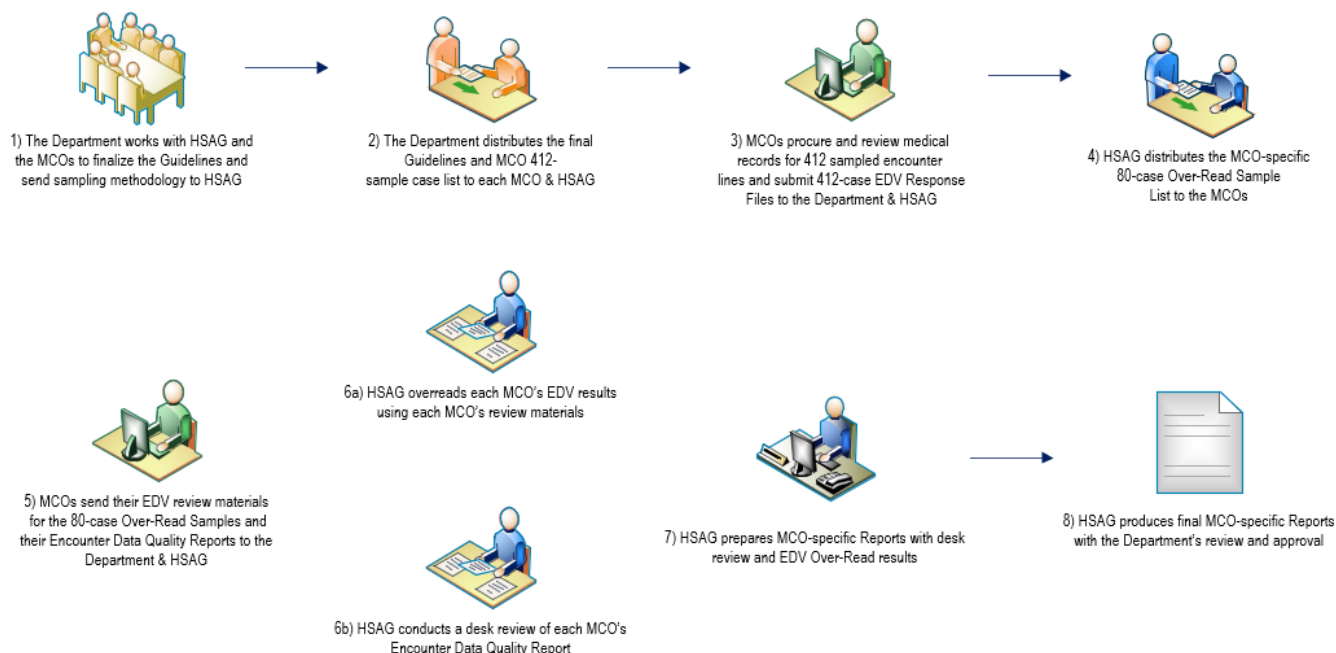 1) The Department works with HSAG and
the MCOs to finalize the Guidelines and
send sampling methodology to HSAG
2) The Department distributes the final
Guidelines and MCO 412-
sample case list to each MCO & HSAG
3) MCOs procure and review medical
records for 412 sampled encounter
lines and submit 412-case EDV Response
Files to the Department & HSAG
4) HSAG distributes the MCO-specific
80-case Over-Read Sample
List to the MCOs
5) MCOs send their EDV review materials
for the 80-case Over-Read Samples and
their Encounter Data Quality Reports to the
Department & HSAG
6a) HSAG overreads each MCO's EDV results
using each MCO's review materials
6b) HSAG conducts a desk review of each MCO's
Encounter Data Quality Report
7) HSAG prepares MCO-specific Reports with desk
review and EDV Over-Read results
8) HSAG produces final MCO-specific Reports
with the Department's review and approval